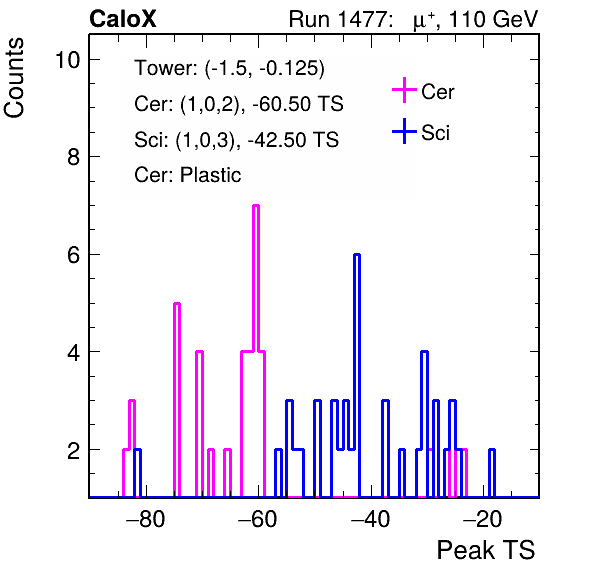 CaloX Run 1477: μ⁺, 110 GeV
Counts
10
8
6
4
2
Tower: (-1.5, -0.125)
Cer: (1,0,2), -60.50 TS
Sci: (1,0,3), -42.50 TS
Cer: Plastic
Cer
Sci
−80 −60 −40 −20
Peak TS